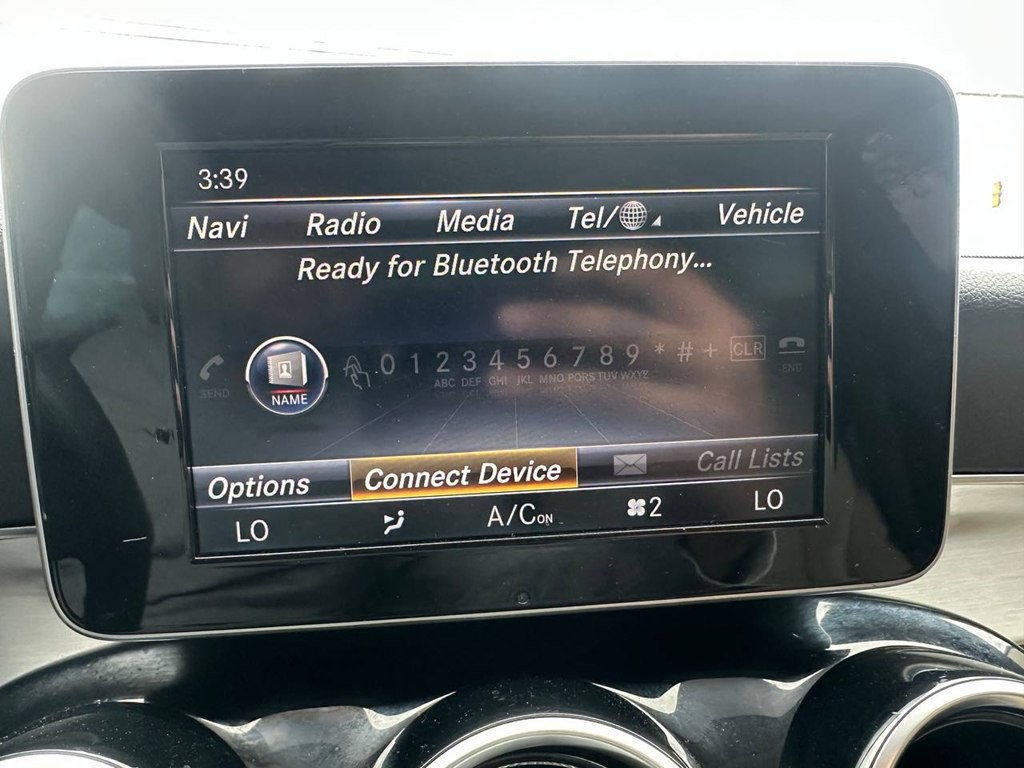 3:39
Navi Radio Media Tel/ Vehicle
Ready for Bluetooth Telephony...
SEND NAME 0 1 2 3 4 5 6 7 8 9 * # + CLR END
ABC DEF GHI JKL MNO PQRS TUV WXYZ
Options Connect Device Call Lists
LO A/C ON 2 LO